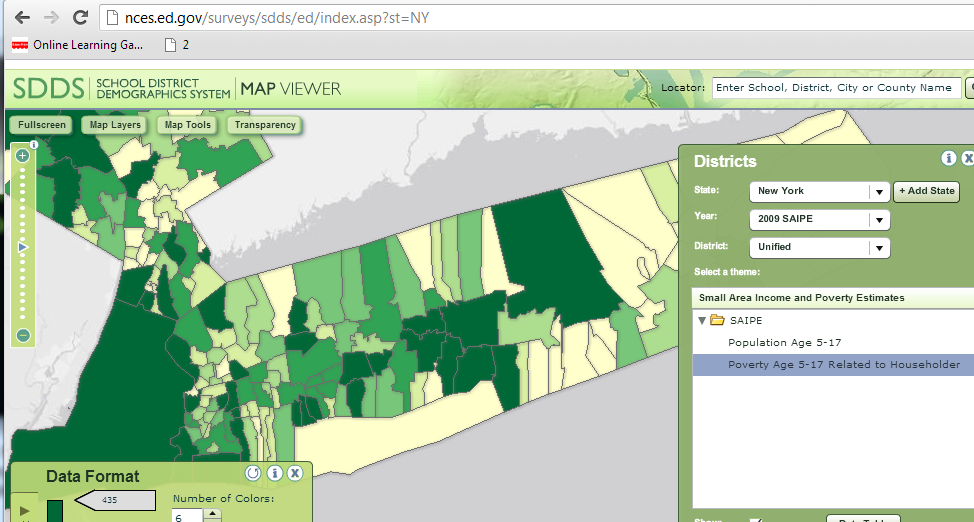 nces.ed.gov/surveys/sdds/ed/index.asp?st=NY
Online Learning Ga... 2
SDDS SCHOOL DISTRICT DEMOGRAPHICS SYSTEM MAP VIEWER
Locator: Enter School, District, City or County Name
Fullscreen Map Layers Map Tools Transparency
Districts
State: New York + Add State
Year: 2009 SAIPE
District: Unified
Select a theme:
Small Area Income and Poverty Estimates
SAIPE
Population Age 5-17
Poverty Age 5-17 Related to Householder
Data Format
435
Number of Colors:
6